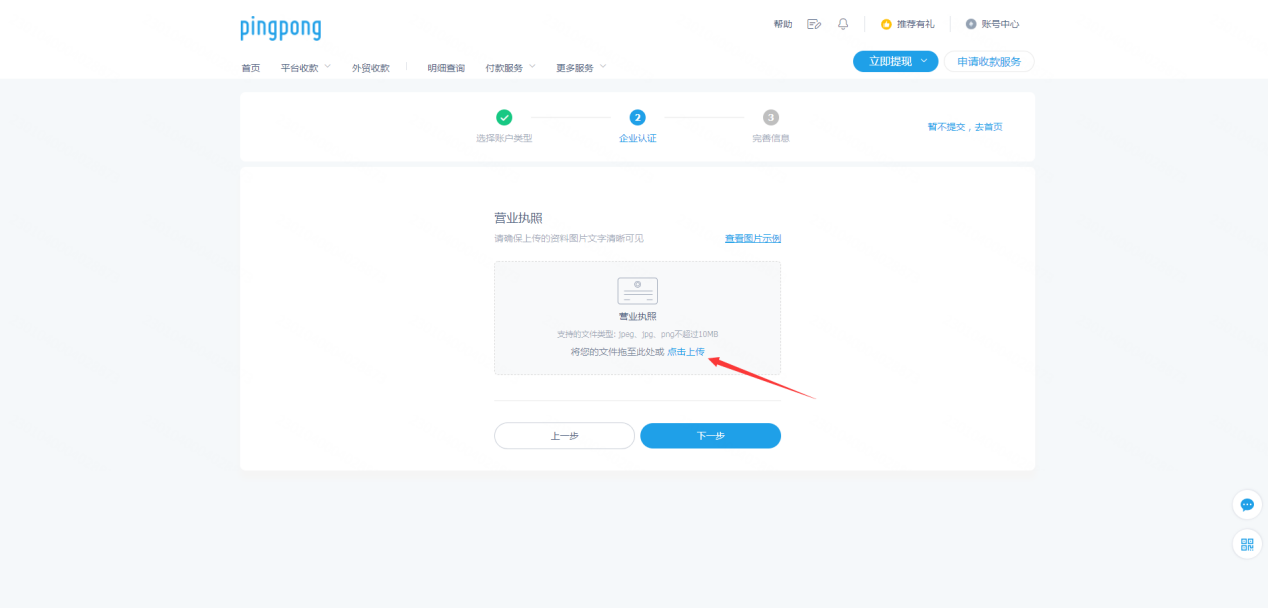 pingpong
帮助
推荐有礼
账号中心
首页 平台收款 外贸收款 明细查询 付款服务 更多服务
立即提现 申请收款服务
2 3
选择账户类型 企业认证 完善信息
暂不提交，去首页
营业执照
请确保上传的资料图片文字清晰可见 查看图片示例
营业执照
支持的文件类型: jpeg、jpg、png不超过10MB
将您的文件拖至此处或 点击上传
上一步 下一步